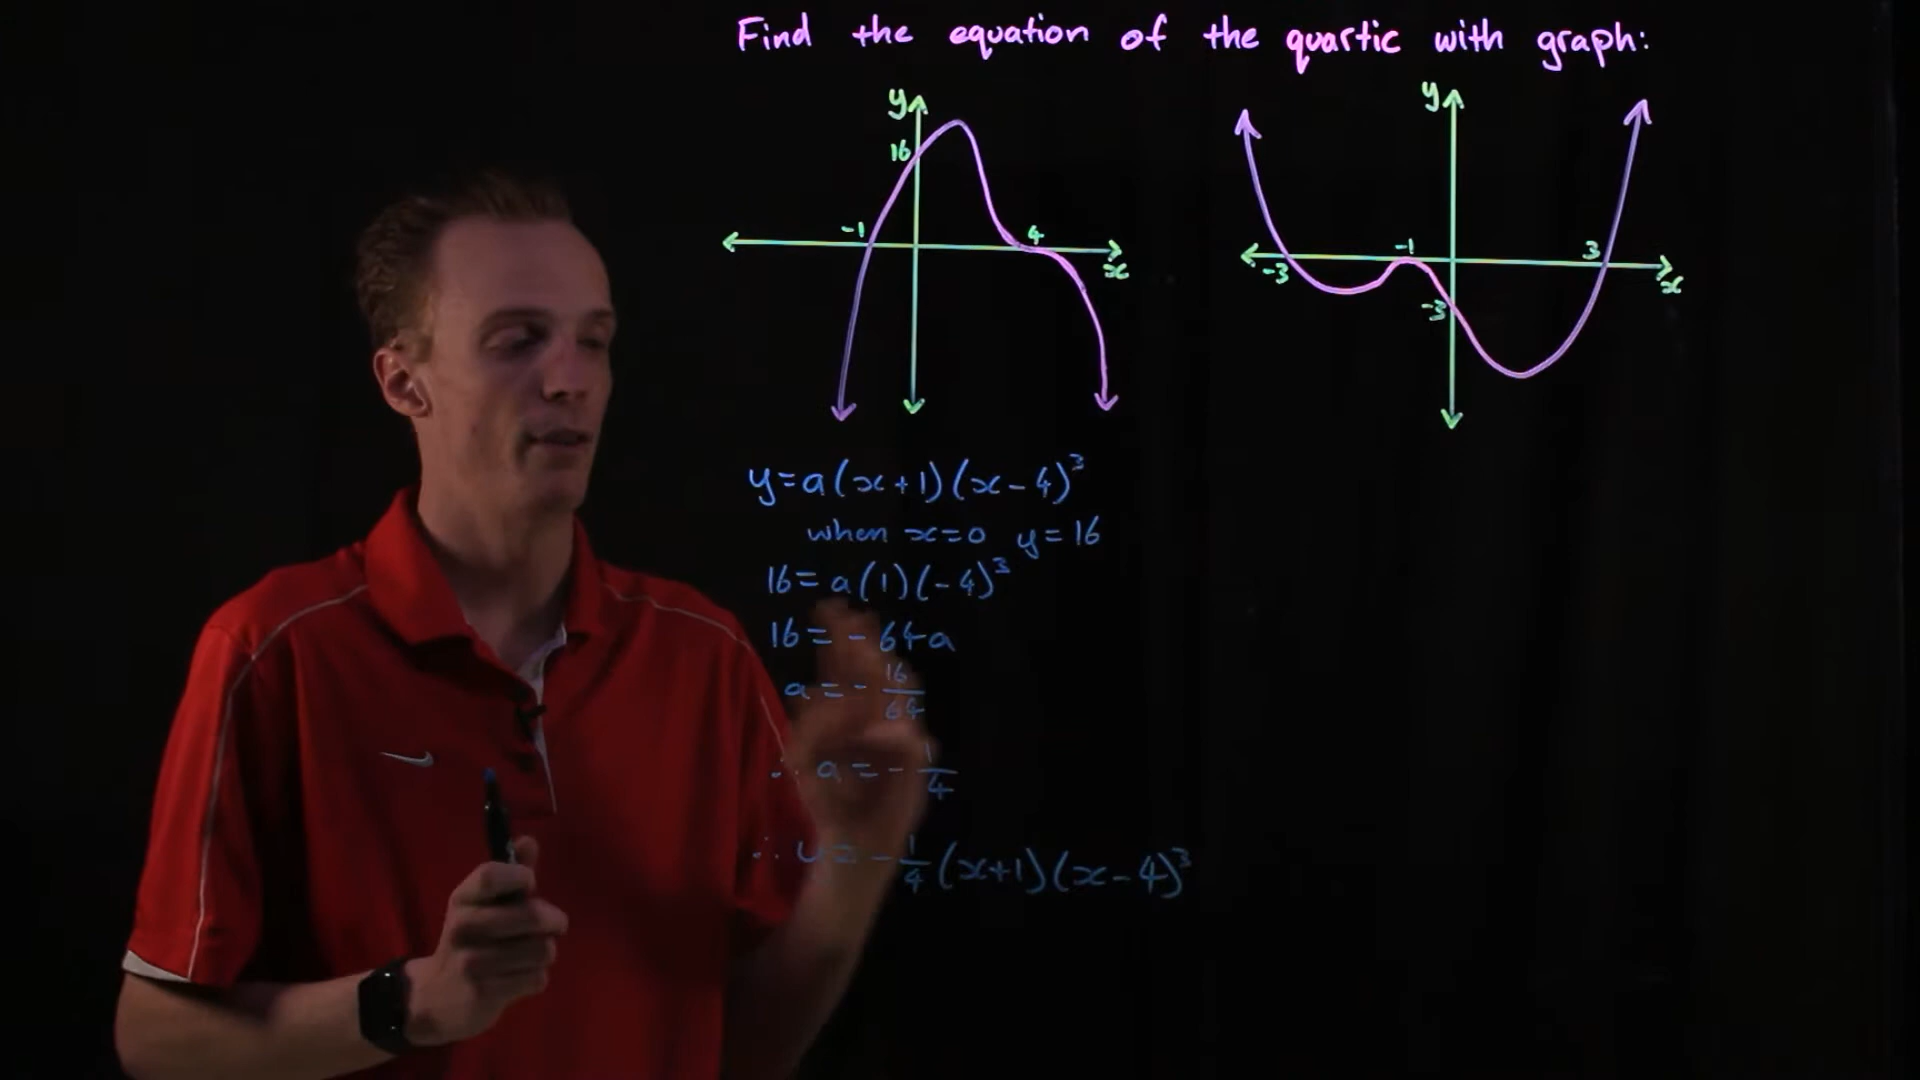 Find the equation of the quartic with graph:
y
16
-1
4
x
y
-3
-1
3
x
-3
y=a(x+1)(x-4)³
when x=0 y=16
16=a(1)(-4)³
16=-64a
a=-16/64
∴ a=-1/4
∴ y=-1/4(x+1)(x-4)³